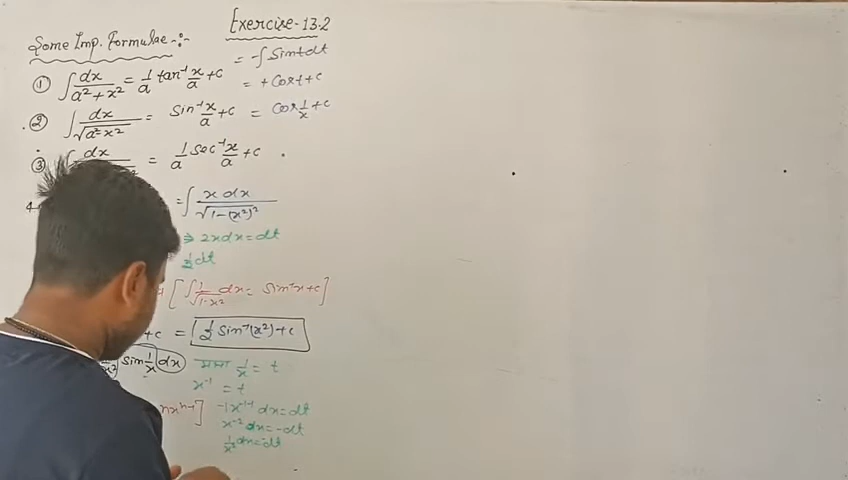 Exercise-13.2
Some Imp. Formulae-:-
① ∫dx/(a²+x²) = 1/a tan⁻¹ x/a +c
② ∫dx/√(a²-x²) = sin⁻¹ x/a +c
③ dx = 1/a sec⁻¹ x/a +c
= -∫Sint dt
= +Cost+c
= Cos 1/x +c
= ∫ x dx/√(1-(x²)²)
⇒ 2xdx=dt
1/2 dt
[∫ 1/√(1-x²) dx = Sin⁻¹x+c]
+c = 1/2 Sin⁻¹(x²)+c
sin 1/x dx
माना 1/x = t
x⁻¹ = t
-1x⁻¹⁻¹ dx=dt
x⁻² dx=-dt
1/x² dx=-dt